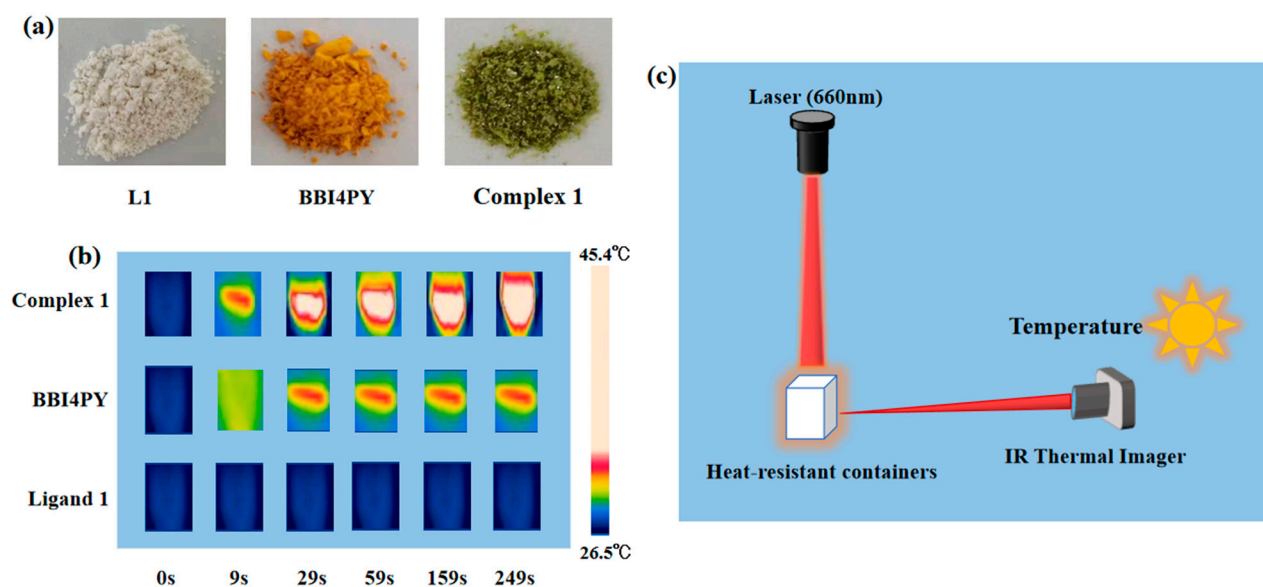 (a)
L1
BBI4PY
Complex 1
(b)
45.4℃
Complex 1
BBI4PY
Ligand 1
26.5℃
0s 9s 29s 59s 159s 249s
(c)
Laser (660nm)
Temperature
IR Thermal Imager
Heat-resistant containers